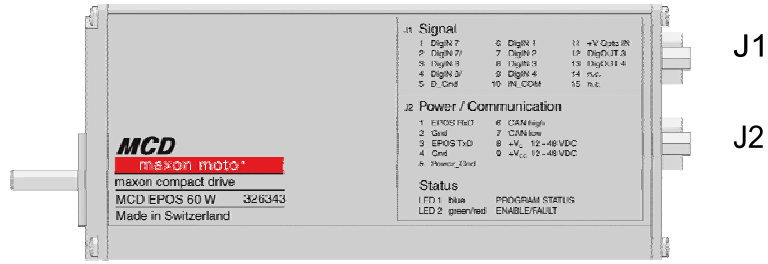 J1 Signal
1 DigIN 7 6 DigIN 1 11 +V Opto IN
2 DigIN 7/ 7 DigIN 2 12 DigOUT 3
3 DigIN 8 8 DigIN 3 13 DigOUT 4
4 DigIN 8/ 9 DigIN 4 14 n.c.
5 D_Gnd 10 IN_COM 15 n.c.
J1
J2 Power / Communication
1 EPOS RxD 6 CAN high
2 Gnd 7 CAN low
3 EPOS TxD 8 12 - 48 VDC
4 Gnd 9 +Vcc 12 - 48 VDC
5 Power_Gnd
J2
MCD
maxon motor
maxon compact drive
MCD EPOS 60 W 326343
Made in Switzerland
Status
LED 1 blue PROGRAM STATUS
LED 2 green/red ENABLE/FAULT